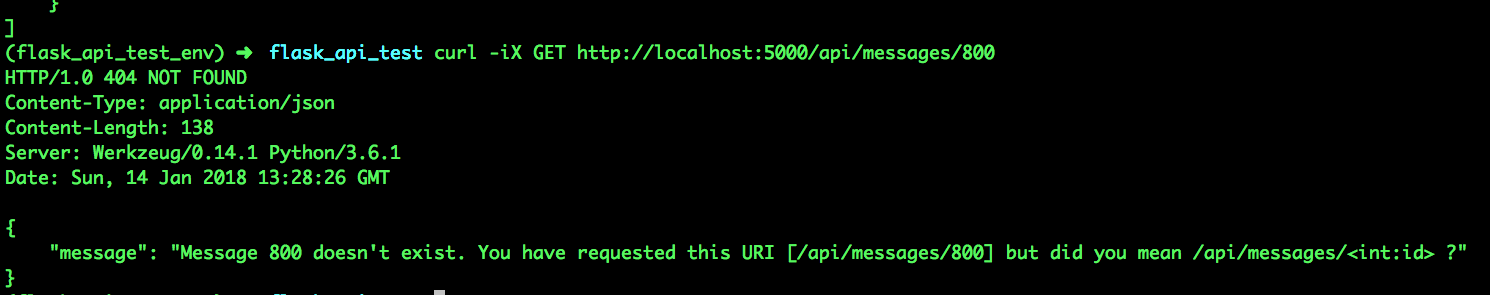 }
]
(flask_api_test_env) ➜  flask_api_test curl -iX GET http://localhost:5000/api/messages/800
HTTP/1.0 404 NOT FOUND
Content-Type: application/json
Content-Length: 138
Server: Werkzeug/0.14.1 Python/3.6.1
Date: Sun, 14 Jan 2018 13:28:26 GMT
{
"message": "Message 800 doesn't exist. You have requested this URI [/api/messages/800] but did you mean /api/messages/<int:id> ?"
}